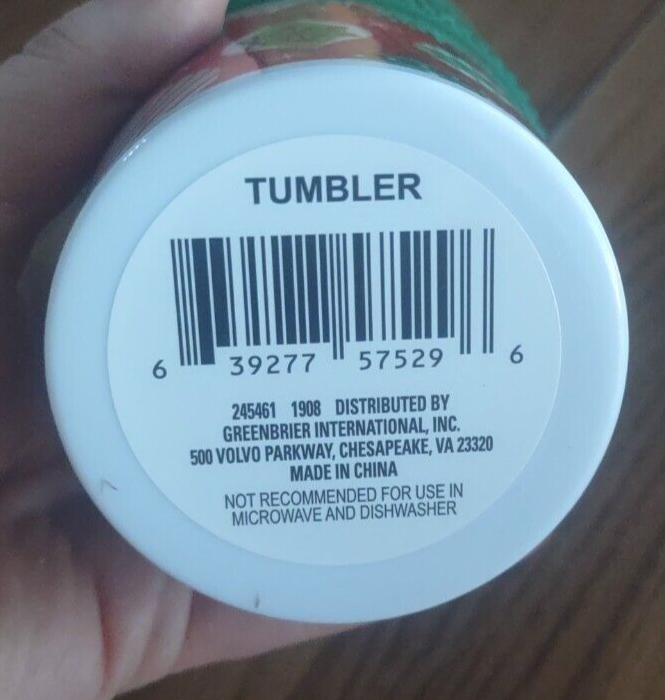 TUMBLER
6 39277 57529 6
245461 1908 DISTRIBUTED BY
GREENBRIER INTERNATIONAL, INC.
500 VOLVO PARKWAY, CHESAPEAKE, VA 23320
MADE IN CHINA
NOT RECOMMENDED FOR USE IN
MICROWAVE AND DISHWASHER